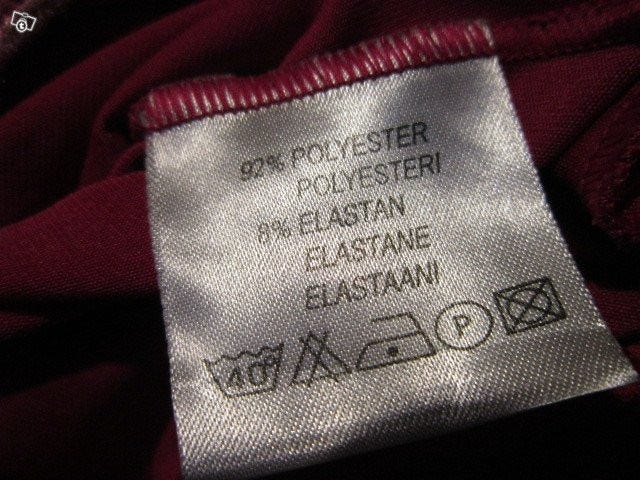 92% POLYESTER
POLYESTERI
8% ELASTAN
ELASTANE
ELASTAANI
40° P